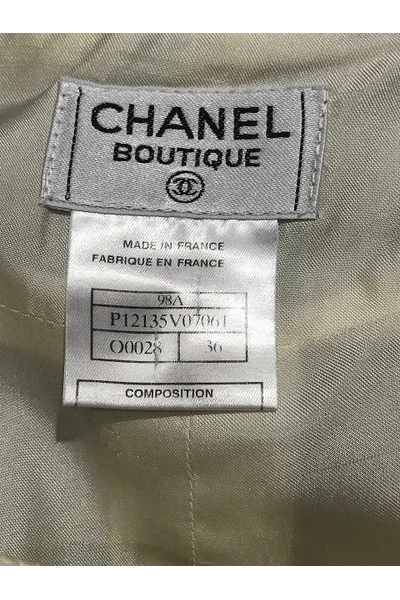 CHANEL
BOUTIQUE
MADE IN FRANCE
FABRIQUE EN FRANCE
98A
P12135V07061
O0028 36
COMPOSITION